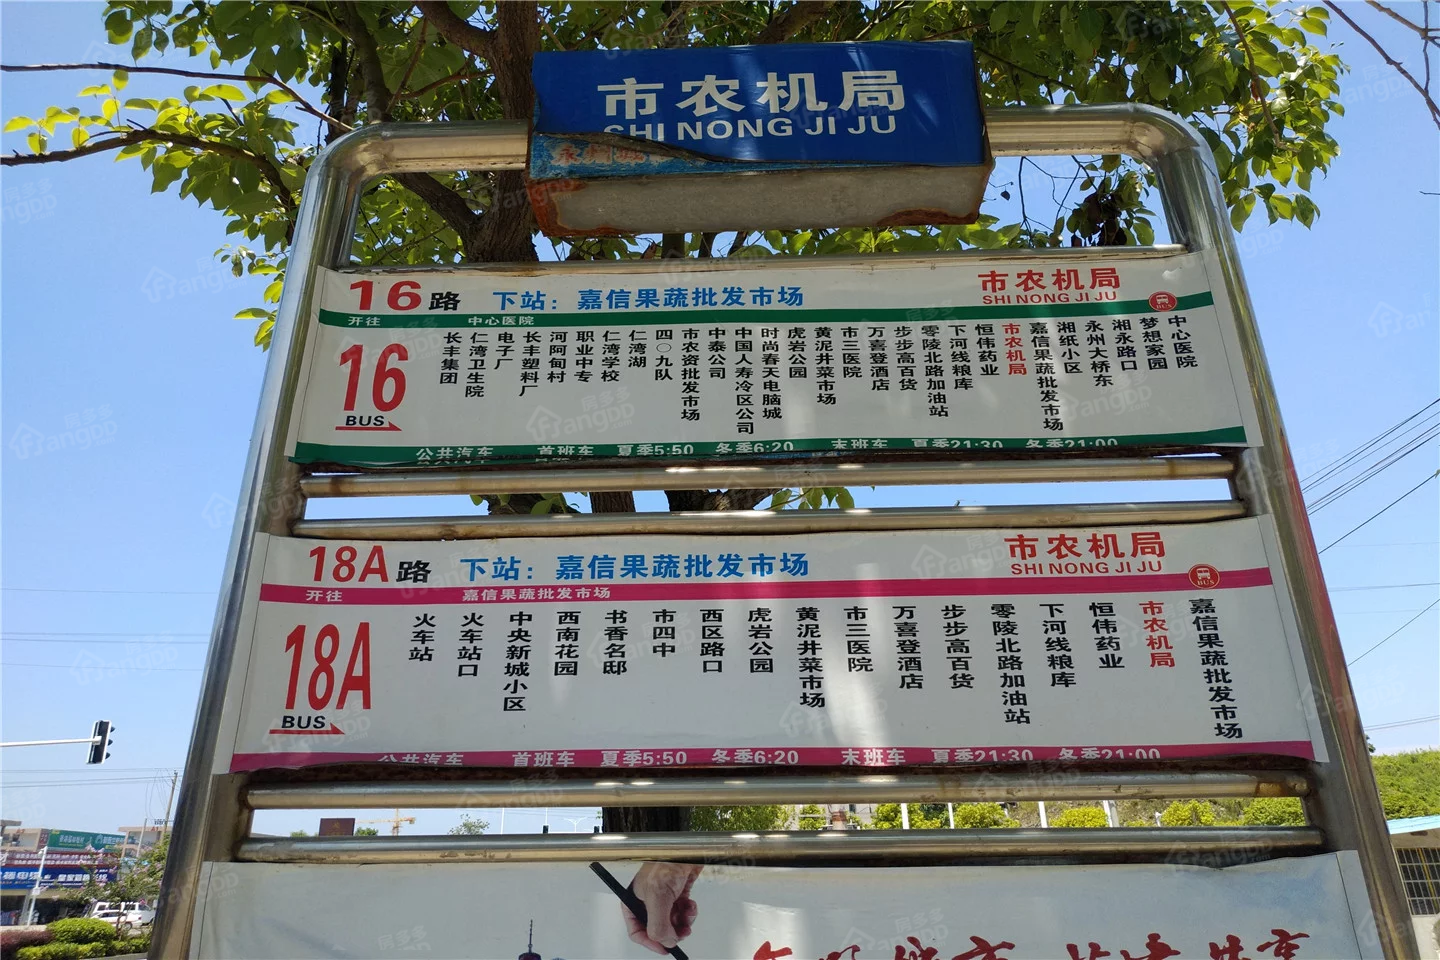 市农机局
SHI NONG JI JU
16路
下站：嘉信果蔬批发市场
市农机局
SHI NONG JI JU
开往
中心医院
BUS
16
BUS
长丰集团
仁湾卫生院
电子厂
长丰塑料厂
河阿甸村
职业中专
仁湾学校
仁湾湖
四〇九队
市农资批发市场
中泰公司
中国人寿冷区公司
时尚春天电脑城
虎岩公园
黄泥井菜市场
市三医院
万喜登酒店
步步高百货
零陵北路加油站
下河线粮库
恒伟药业
市农机局
嘉信果蔬批发市场
湘纸小区
永州大桥东
湘永路口
梦想家园
中心医院
公共汽车 首班车 夏季5:50 冬季6:20 末班车 夏季21:30 冬季21:00
18A路
下站：嘉信果蔬批发市场
市农机局
SHI NONG JI JU
开往
嘉信果蔬批发市场
BUS
18A
BUS
火车站
火车站口
中央新城小区
西南花园
书香名邸
市四中
西区路口
虎岩公园
黄泥井菜市场
市三医院
万喜登酒店
步步高百货
零陵北路加油站
下河线粮库
恒伟药业
市农机局
嘉信果蔬批发市场
公共汽车 首班车 夏季5:50 冬季6:20 末班车 夏季21:30 冬季21:00
房多多
Fangdd